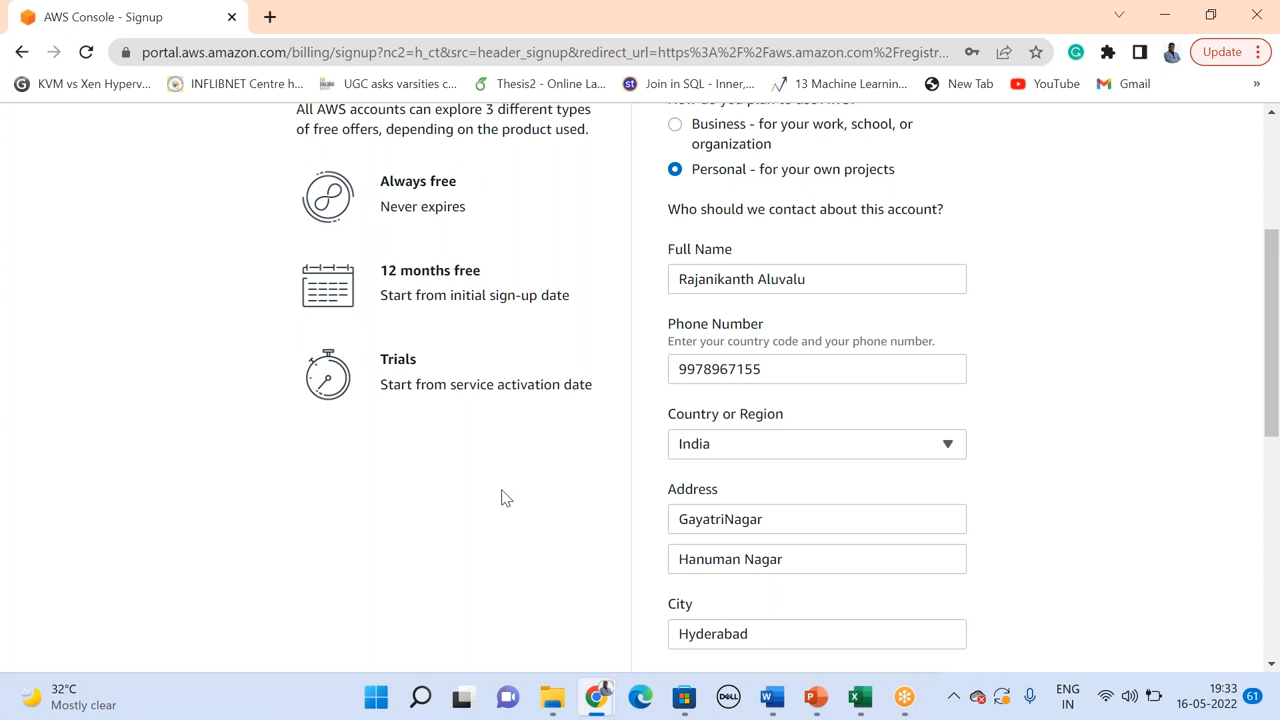 AWS Console - Signup
portal.aws.amazon.com/billing/signup?nc2=h_ct&src=header_signup&redirect_url=https%3A%2F%2Faws.amazon.com%2Fregistr...
Update
KVM vs Xen Hyperv...
INFLIBNET Centre h...
UGC asks varsities c...
Thesis2 - Online La...
Join in SQL - Inner,...
13 Machine Learnin...
New Tab
YouTube
Gmail
»
All AWS accounts can explore 3 different types
of free offers, depending on the product used.
Always free
Never expires
12 months free
Start from initial sign-up date
Trials
Start from service activation date
Business - for your work, school, or
organization
Personal - for your own projects
Who should we contact about this account?
Full Name
Rajanikanth Aluvalu
Phone Number
Enter your country code and your phone number.
9978967155
Country or Region
India
Address
GayatriNagar
Hanuman Nagar
City
Hyderabad
32°C
Mostly clear
DELL
ENG
IN
19:33
16-05-2022
61